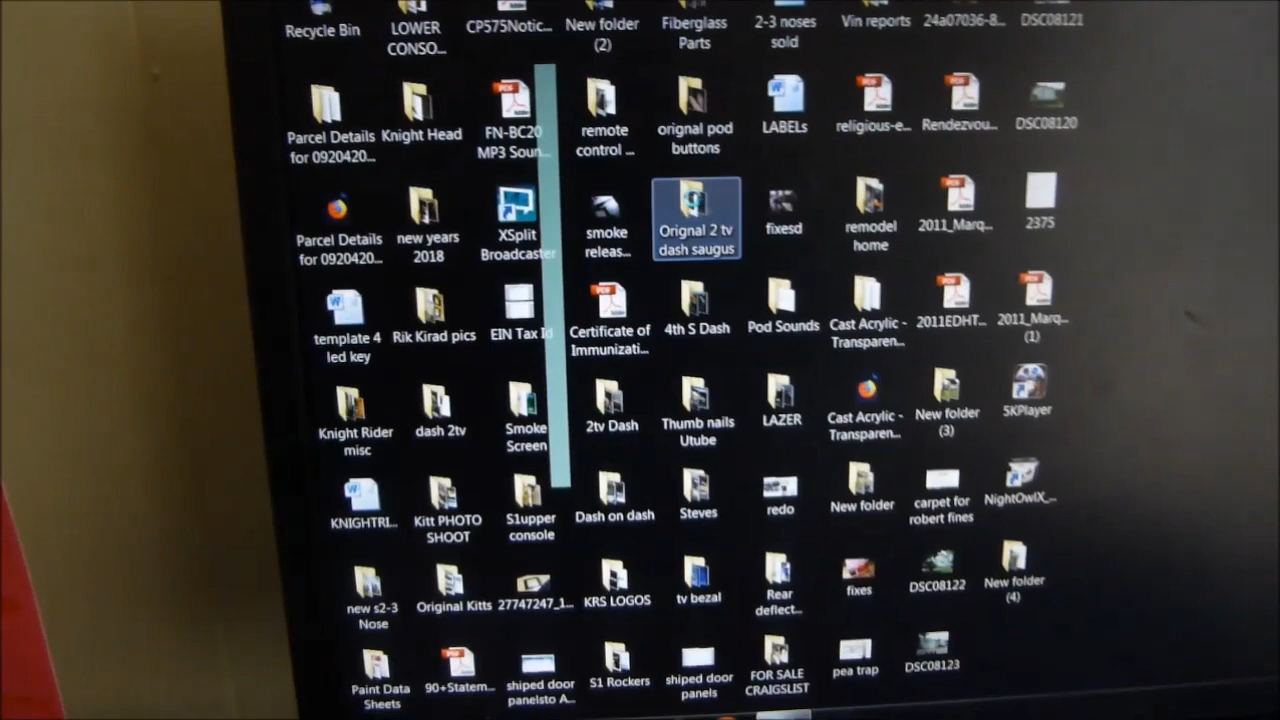 Recycle Bin
LOWER
CONSO...
CP575Notic...
New folder
(2)
Fiberglass
Parts
2-3 noses
sold
Vin reports
24a07036-8...
DSC08121
Parcel Details
for 0920420...
Knight Head
FN-BC20
MP3 Soun...
remote
control ...
orignal pod
buttons
LABELs
religious-e...
Rendezvou...
DSC08120
Parcel Details
for 0920420...
new years
2018
XSplit
Broadcaster
smoke
releas...
Orignal 2 tv
dash saugus
fixesd
remodel
home
2011_Marq...
2375
template 4
led key
Rik Kirad pics
EIN Tax Id
Certificate of
Immunizati...
4th S Dash
Pod Sounds
Cast Acrylic -
Transparen...
2011EDHT...
2011_Marq...
(1)
Knight Rider
misc
dash 2tv
Smoke
Screen
2tv Dash
Thumb nails
Utube
LAZER
Cast Acrylic -
Transparen...
New folder
(3)
5KPlayer
KNIGHTRI...
Kitt PHOTO
SHOOT
S1upper
console
Dash on dash
Steves
redo
New folder
carpet for
robert fines
NightOwlX_...
new s2-3
Nose
Original Kitts
27747247_1...
KRS LOGOS
tv bezal
Rear
deflect...
fixes
DSC08122
New folder
(4)
Paint Data
Sheets
90+Statem...
shiped door
panelsto A...
S1 Rockers
shiped door
panels
FOR SALE
CRAIGSLIST
pea trap
DSC08123